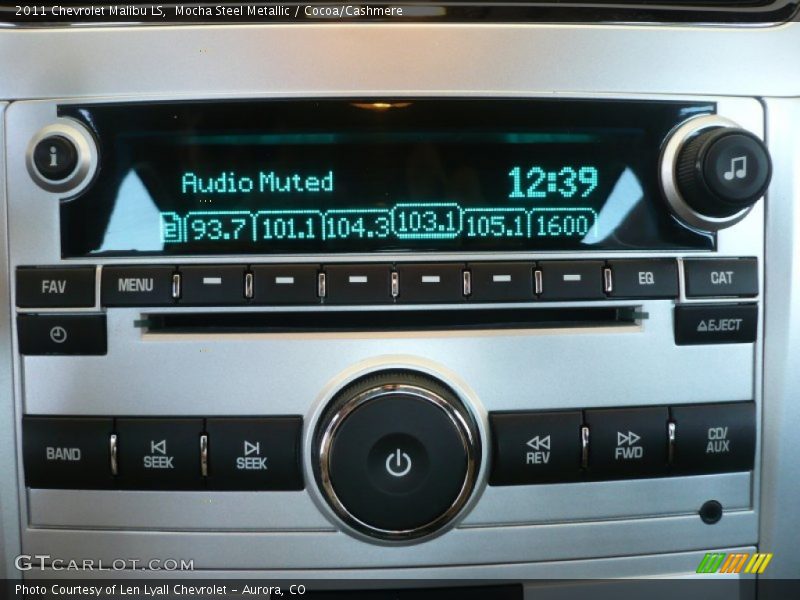 2011 Chevrolet Malibu LS,  Mocha Steel Metallic / Cocoa/Cashmere
i
Audio Muted 12:39
2 93.7 101.1 104.3 103.1 105.1 1600
FAV MENU EQ CAT
EJECT
BAND SEEK SEEK REV FWD CD/AUX
GTCARLOT.COM
Photo Courtesy of Len Lyall Chevrolet - Aurora, CO